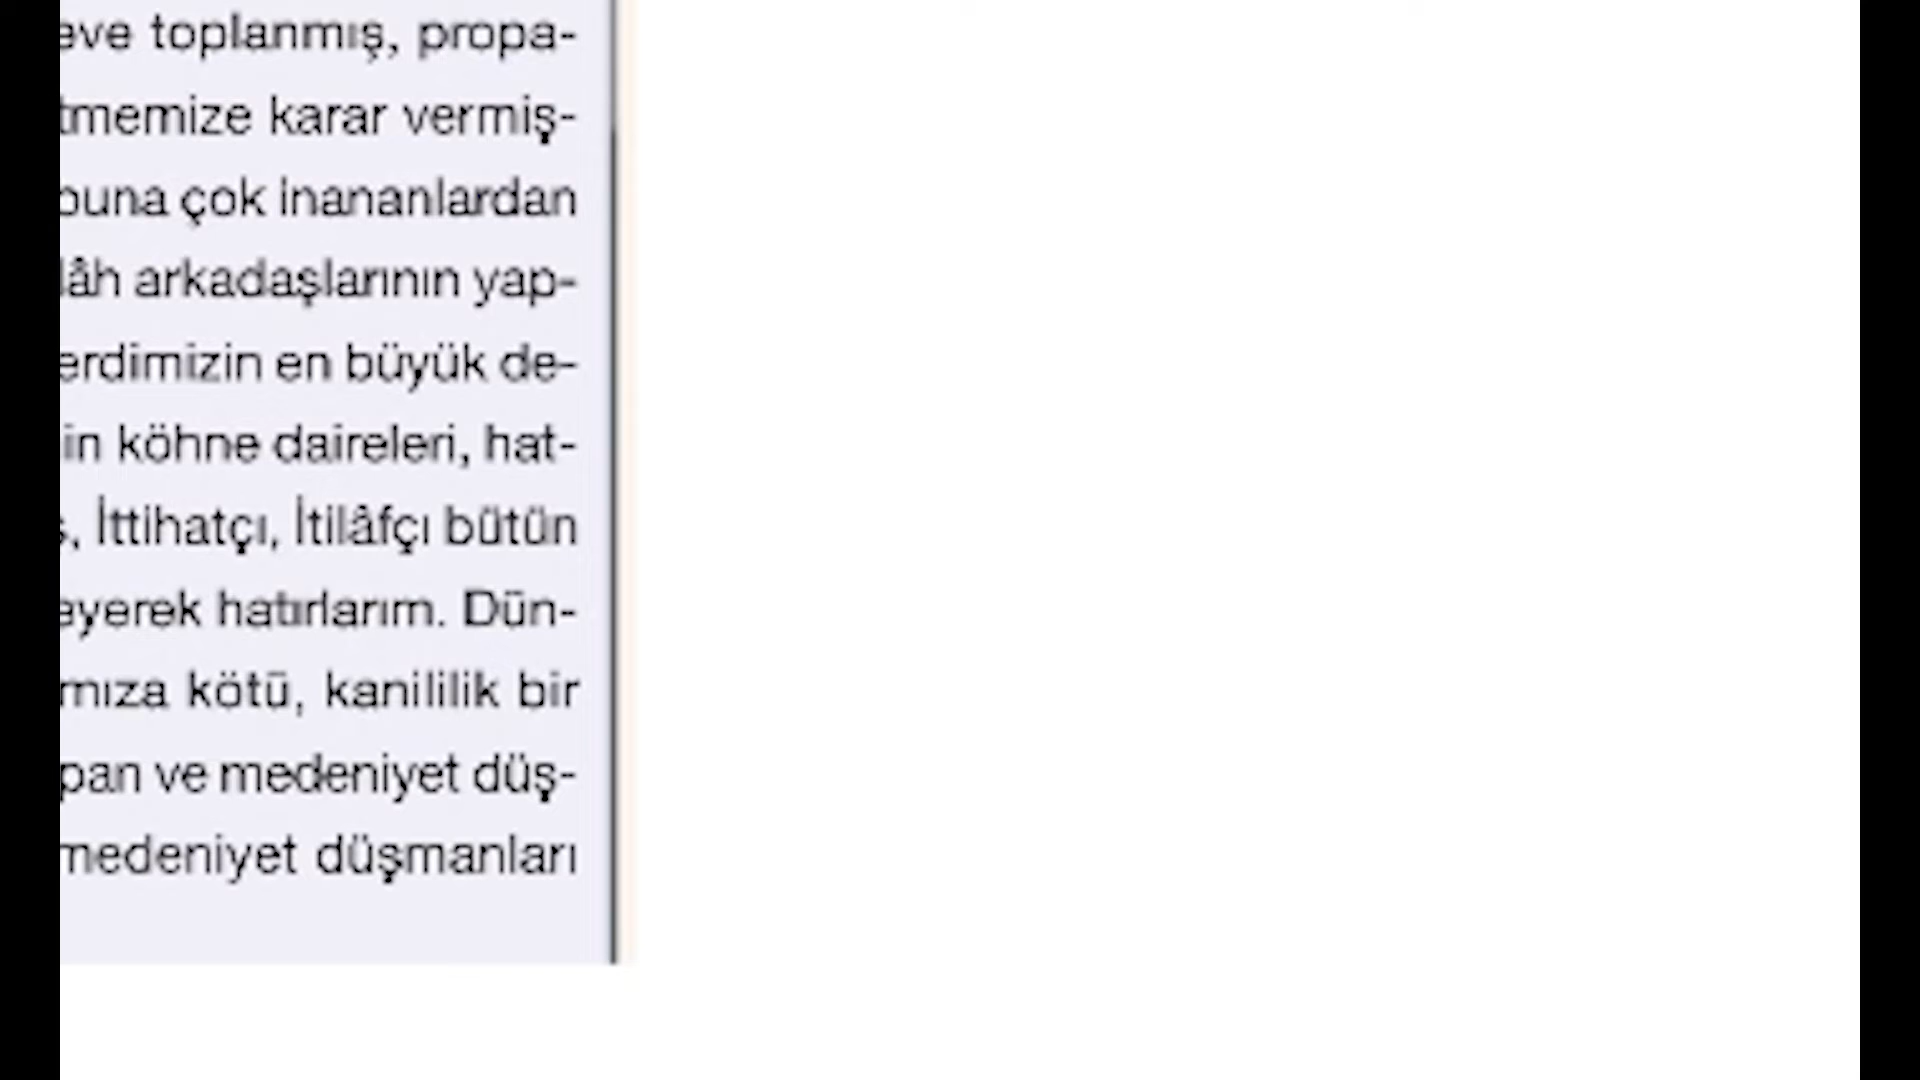 eve toplanmış, propa-
tmemize karar vermiş-
buna çok inananlardan
lâh arkadaşlarının yap-
erdimizin en büyük de-
in köhne daireleri, hat-
ş, İttihatçı, İtilâfçı bütün
eyerek hatırlarım. Dün-
mıza kötü, kanililik bir
pan ve medeniyet düş-
medeniyet düşmanları